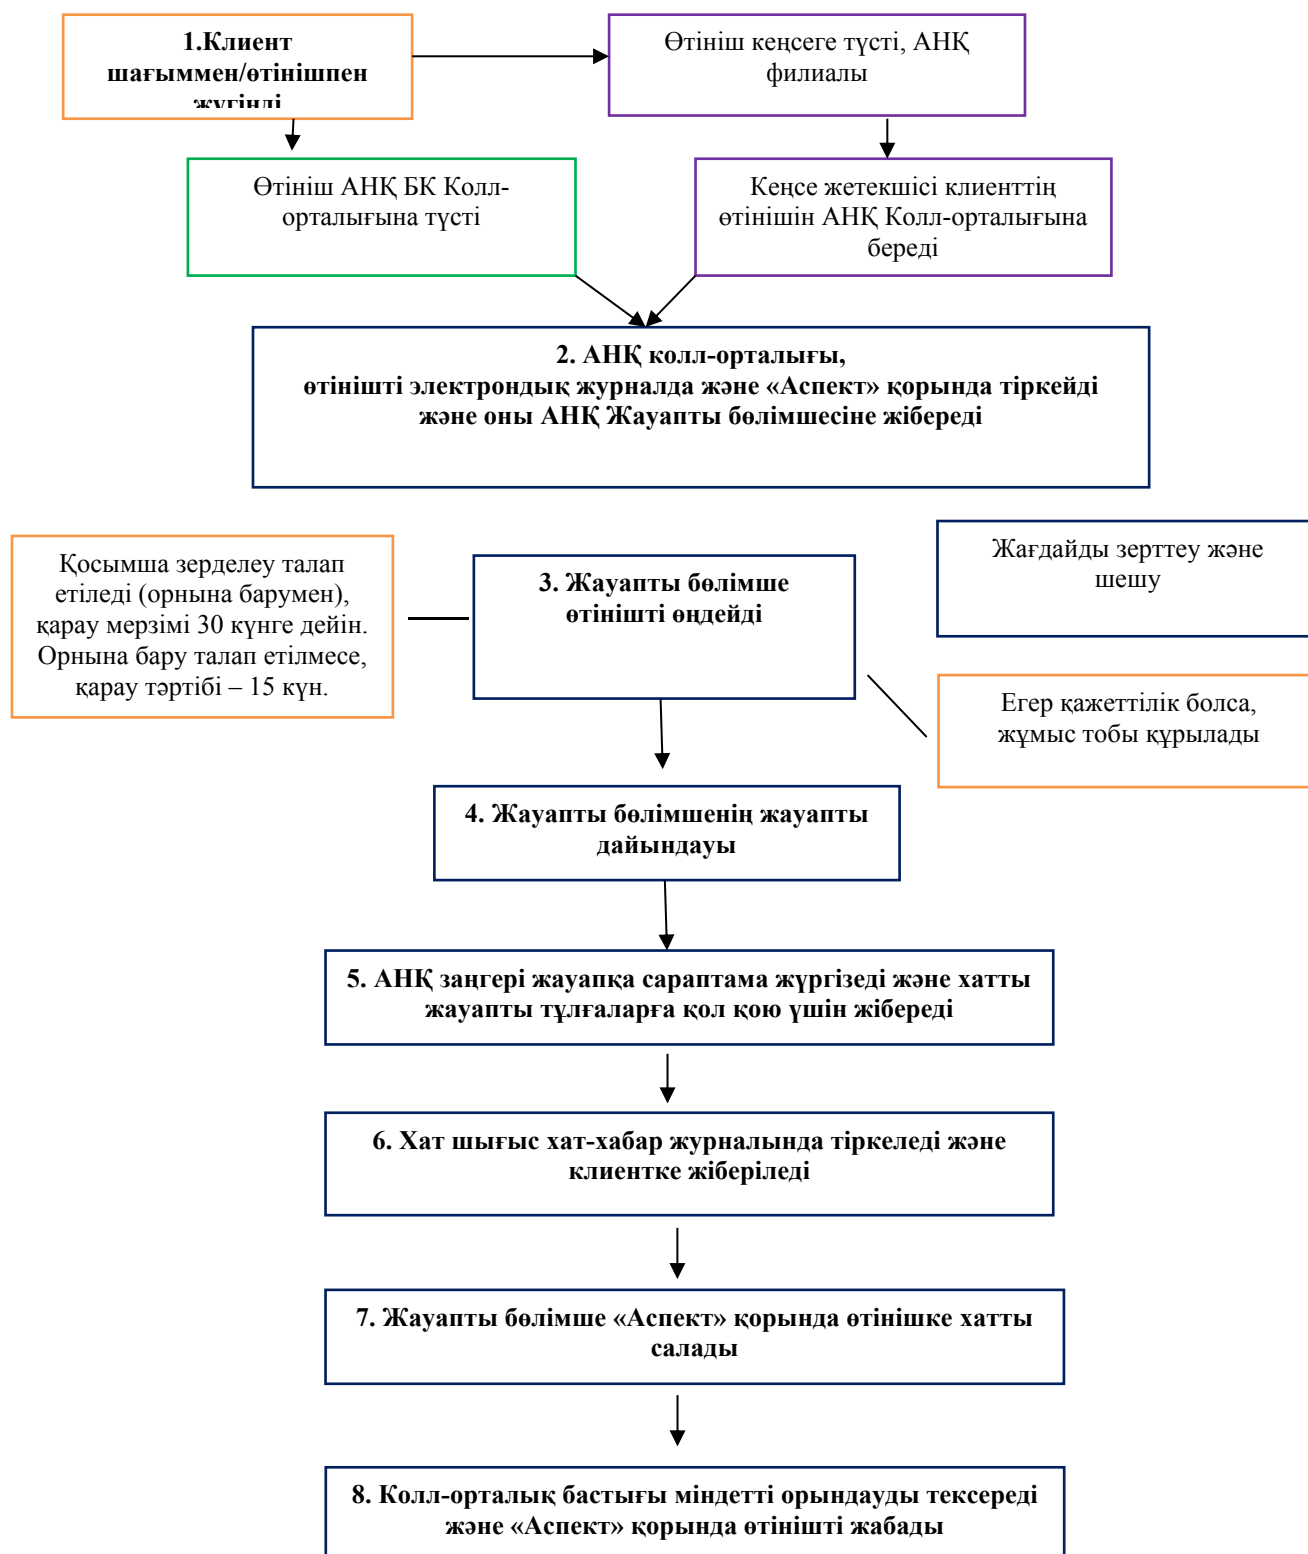 1.Клиент
шағыммен/өтінішпен
жүгінді
Өтініш кеңсеге түсті, АНҚ
филиалы
Өтініш АНҚ БК Колл-
орталығына түсті
Кеңсе жетекшісі клиенттің
өтінішін АНҚ Колл-орталығына
береді
2. АНҚ колл-орталығы,
өтінішті электрондық журналда және «Аспект» қорында тіркейді
және оны АНҚ Жауапты бөлімшесіне жібереді
Қосымша зерделеу талап
етіледі (орнына барумен),
қарау мерзімі 30 күнге дейін.
Орнына бару талап етілмесе,
қарау тәртібі – 15 күн.
3. Жауапты бөлімше
өтінішті өңдейді
Жағдайды зерттеу және
шешу
Егер қажеттілік болса,
жұмыс тобы құрылады
4. Жауапты бөлімшенің жауапты
дайындауы
5. АНҚ заңгері жауапқа сараптама жүргізеді және хатты
жауапты тұлғаларға қол қою үшін жібереді
6. Хат шығыс хат-хабар журналында тіркеледі және
клиентке жіберіледі
7. Жауапты бөлімше «Аспект» қорында өтінішке хатты
салады
8. Колл-орталық бастығы міндетті орындауды тексереді
және «Аспект» қорында өтінішті жабады